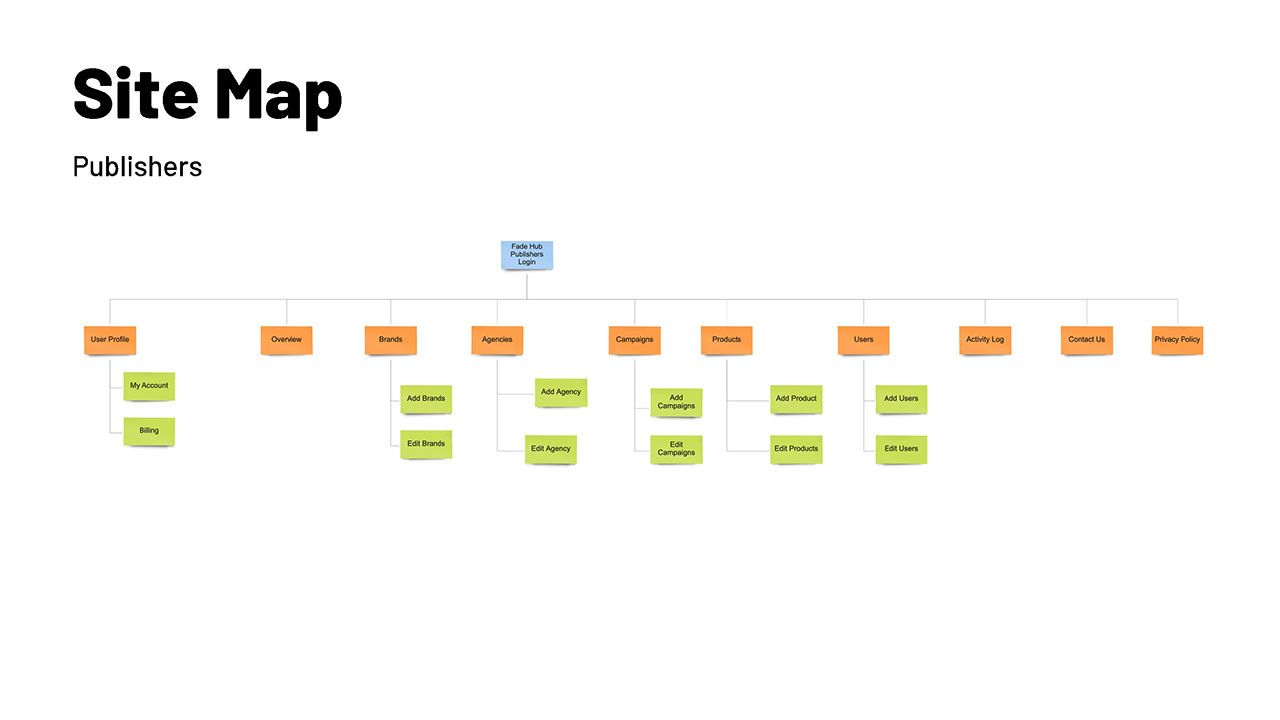 Site Map
Publishers
Fade Hub
Publishers
Login
User Profile
Overview
Brands
Agencies
Campaigns
Products
Users
Activity Log
Contact Us
Privacy Policy
My Account
Billing
Add Brands
Edit Brands
Add Agency
Edit Agency
Add
Campaigns
Edit
Campaigns
Add Product
Edit Products
Add Users
Edit Users